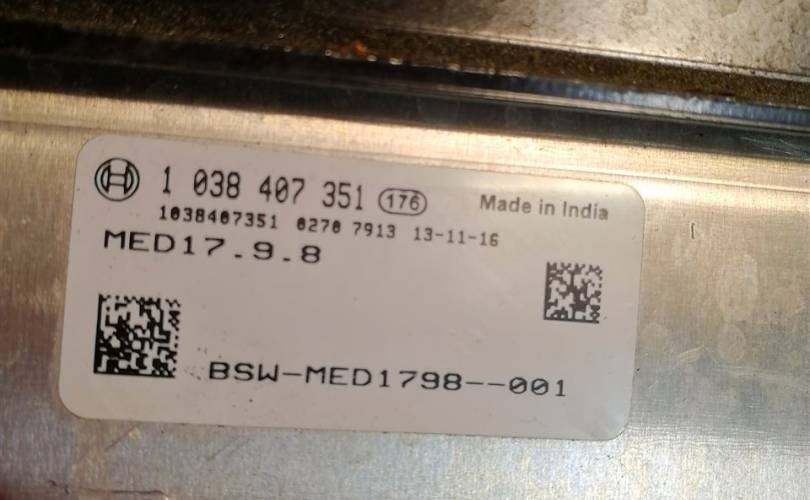 1 038 407 351 176 Made in India
1038407351 0270 7913 13-11-16
MED17.9.8
BSW-MED1798--001